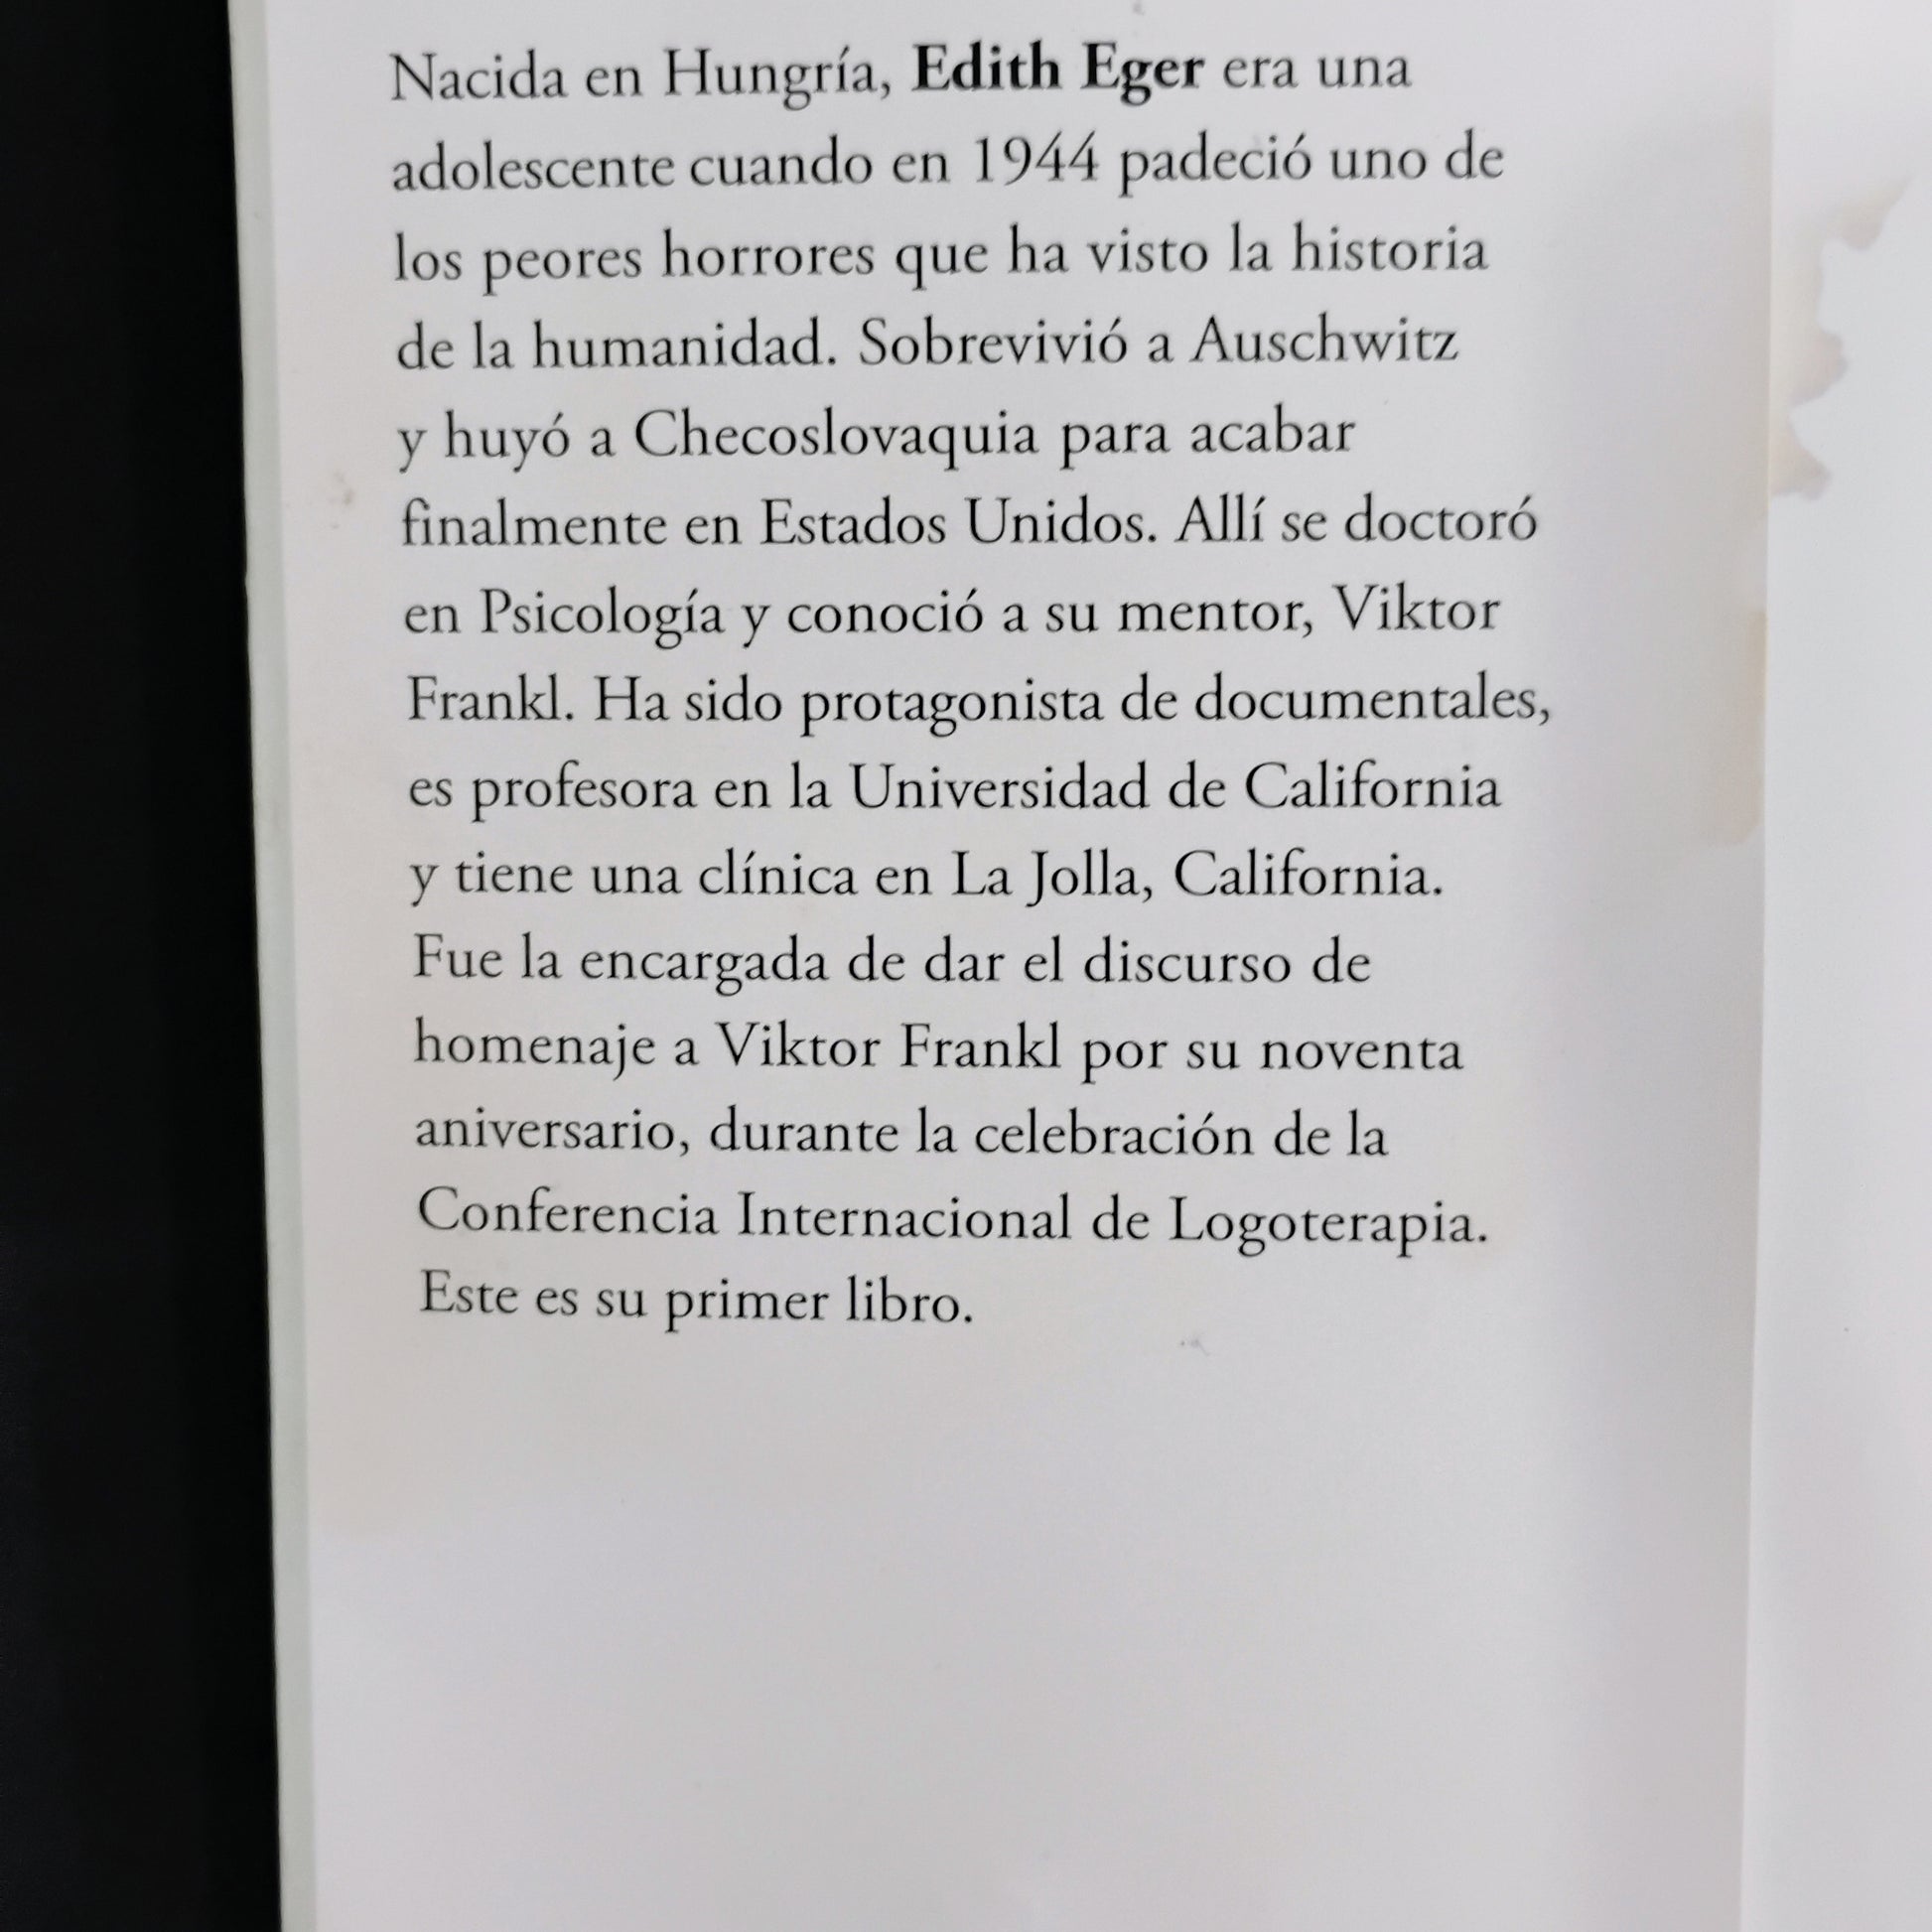 Nacida en Hungría, Edith Eger era una
adolescente cuando en 1944 padeció uno de
los peores horrores que ha visto la historia
de la humanidad. Sobrevivió a Auschwitz
y huyó a Checoslovaquia para acabar
finalmente en Estados Unidos. Allí se doctoró
en Psicología y conoció a su mentor, Viktor
Frankl. Ha sido protagonista de documentales,
es profesora en la Universidad de California
y tiene una clínica en La Jolla, California.
Fue la encargada de dar el discurso de
homenaje a Viktor Frankl por su noventa
aniversario, durante la celebración de la
Conferencia Internacional de Logoterapia.
Este es su primer libro.